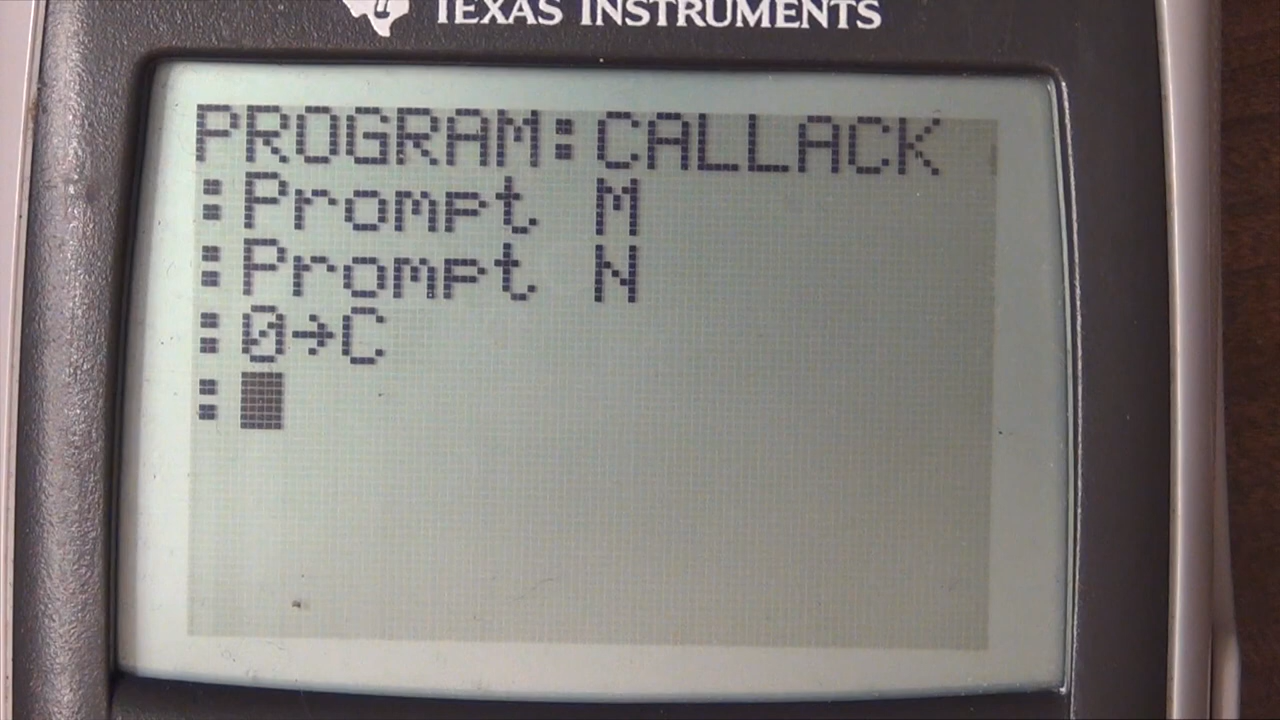 TEXAS INSTRUMENTS
PROGRAM:CALLACK
:Prompt M
:Prompt N
:0→C
: